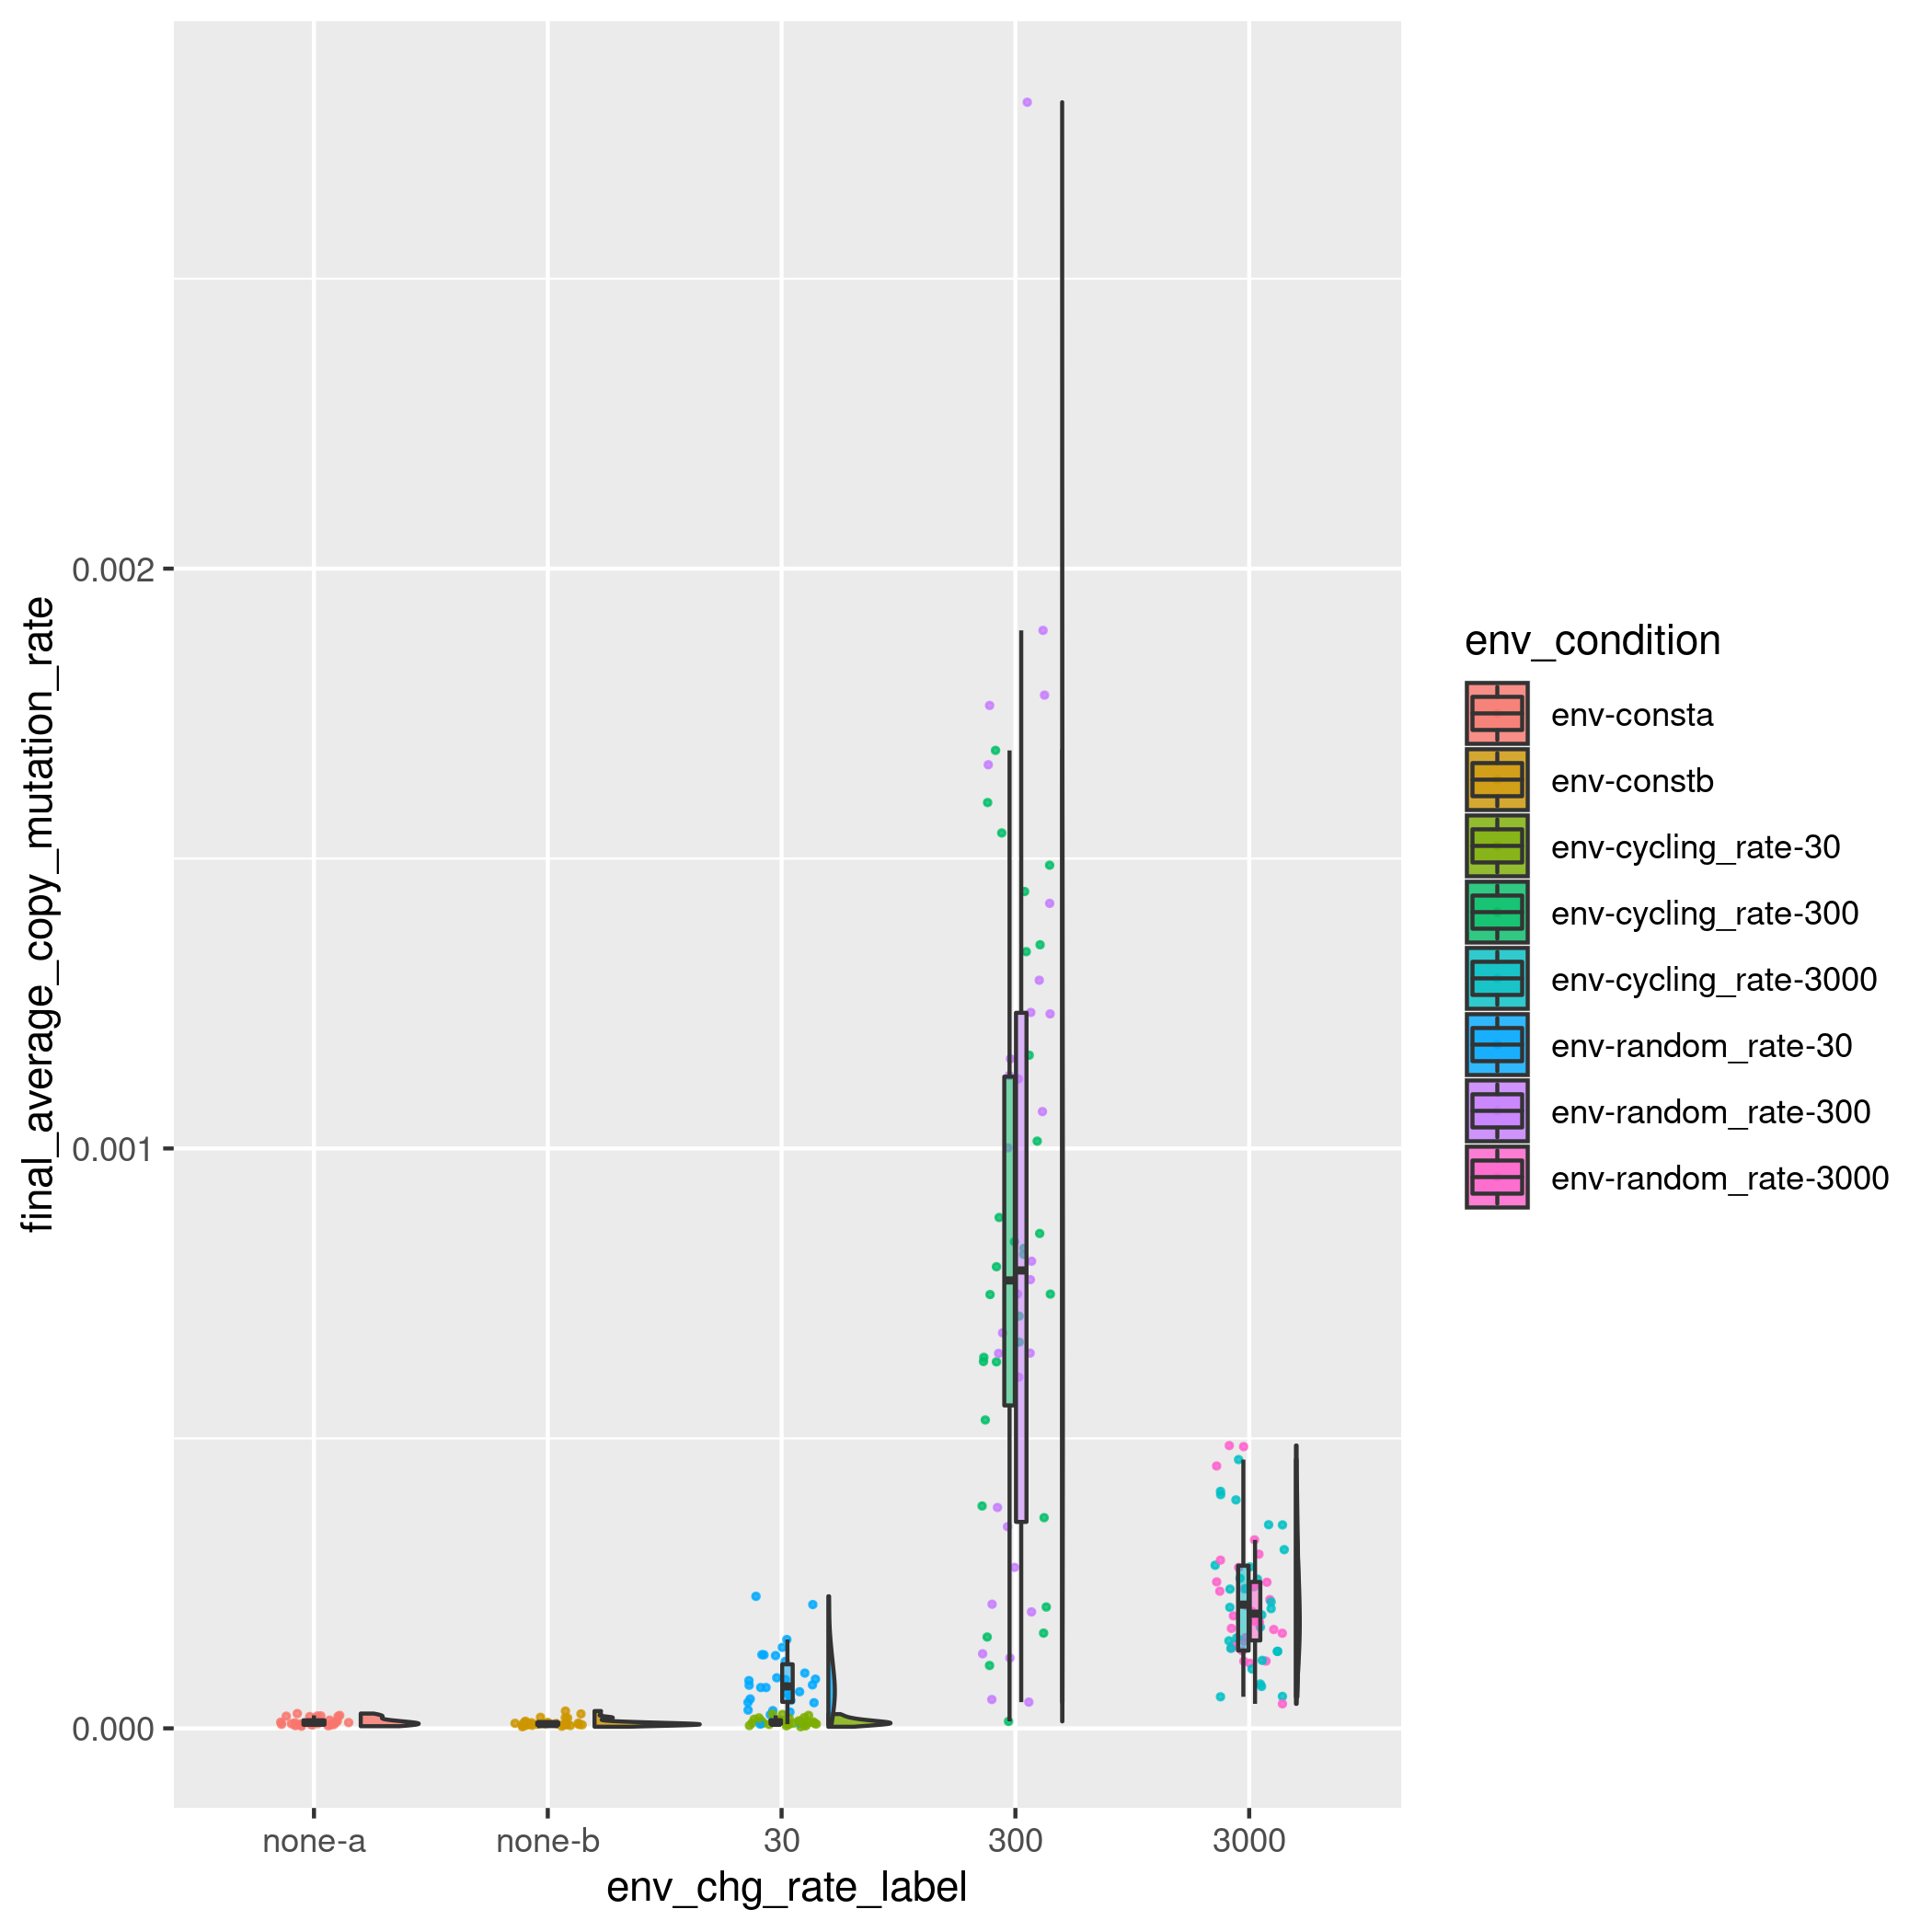 final_average_copy_mutation_rate
0.002
0.001
0.000
none-a
none-b
30
300
3000
env_chg_rate_label
env_condition
env-consta
env-constb
env-cycling_rate-30
env-cycling_rate-300
env-cycling_rate-3000
env-random_rate-30
env-random_rate-300
env-random_rate-3000